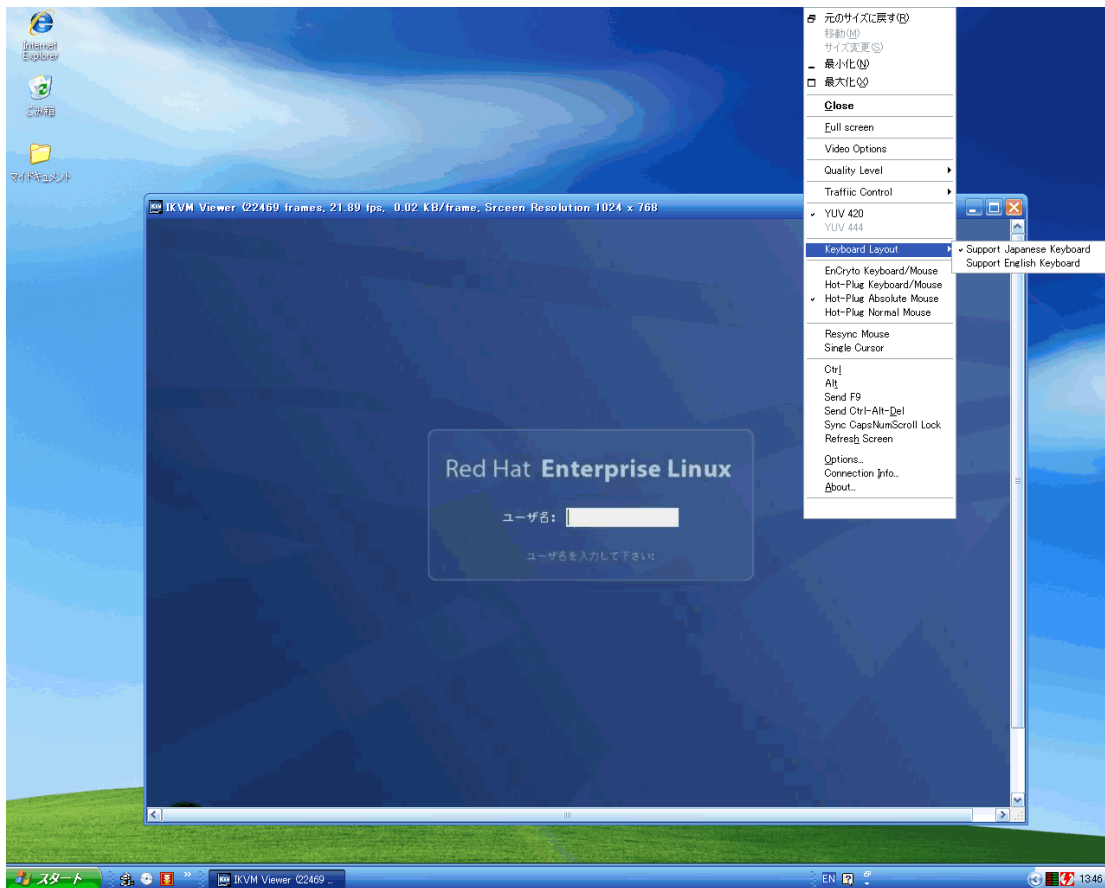 Internet
Explorer
ごみ箱
マイドキュメント
IKVM Viewer (22469 frames, 21.89 fps, 0.02 KB/frame, Srceen Resolution 1024 x 768
Red Hat Enterprise Linux
ユーザ名:
ユーザ名を入力して下さい:
元のサイズに戻す(R)
移動(M)
サイズ変更(S)
最小化(N)
最大化(X)
Close
Full screen
Video Options
Quality Level
Traffiic Control
YUV 420
YUV 444
Keyboard Layout
Support Japanese Keyboard
Support English Keyboard
EnCryto Keyboard/Mouse
Hot-Plug Keyboard/Mouse
Hot-Plug Absolute Mouse
Hot-Plug Normal Mouse
Resync Mouse
Single Cursor
Ctrl
Alt
Send F9
Send Ctrl-Alt-Del
Sync CapsNumScroll Lock
Refresh Screen
Options...
Connection Info...
About...
スタート
IKVM Viewer (22469 ...
EN
13:46